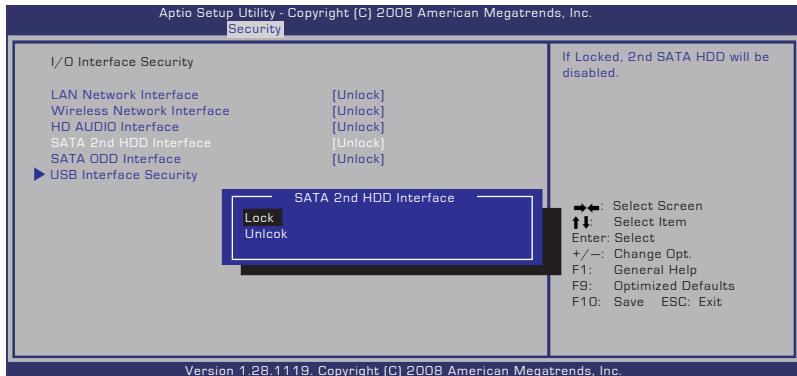 Aptio Setup Utility - Copyright (C) 2008 American Megatrends, Inc.
Security
I/O Interface Security
LAN Network Interface [Unlock]
Wireless Network Interface [Unlock]
HD AUDIO Interface [Unlock]
SATA 2nd HDD Interface [Unlock]
SATA ODD Interface [Unlock]
USB Interface Security
SATA 2nd HDD Interface
Lock
Unlcok
If Locked, 2nd SATA HDD will be
disabled.
→←: Select Screen
↑↓: Select Item
Enter: Select
+/—: Change Opt.
F1: General Help
F9: Optimized Defaults
F10: Save ESC: Exit
Version 1.28.1119. Copyright (C) 2008 American Megatrends, Inc.